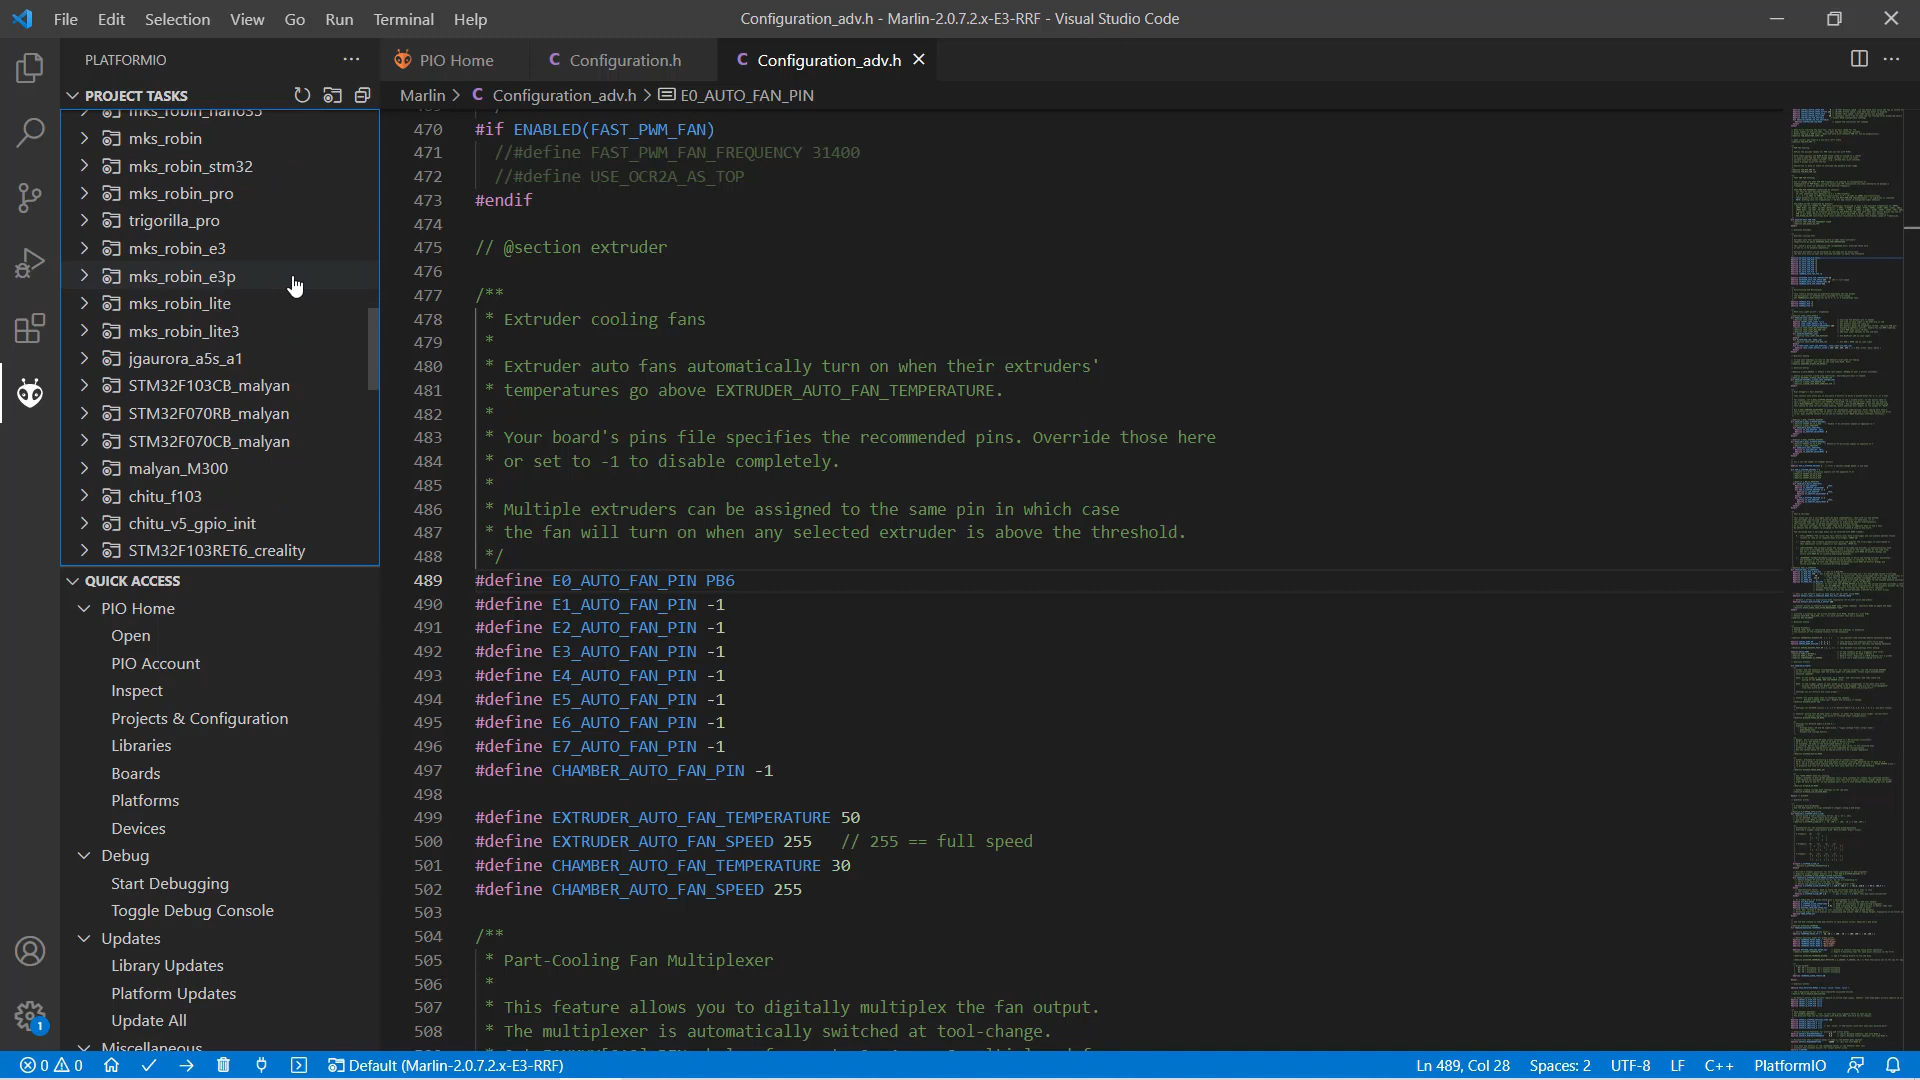 File Edit Selection View Go Run Terminal Help
Configuration_adv.h - Marlin-2.0.7.2.x-E3-RRF - Visual Studio Code
PLATFORMIO
PIO Home
C Configuration.h
C Configuration_adv.h
PROJECT TASKS
Marlin > C Configuration_adv.h > E0_AUTO_FAN_PIN
mks_robin_nano35
mks_robin
mks_robin_stm32
mks_robin_pro
trigorilla_pro
mks_robin_e3
mks_robin_e3p
mks_robin_lite
mks_robin_lite3
jgaurora_a5s_a1
STM32F103CB_malyan
STM32F070RB_malyan
STM32F070CB_malyan
malyan_M300
chitu_f103
chitu_v5_gpio_init
STM32F103RET6_creality
QUICK ACCESS
PIO Home
Open
PIO Account
Inspect
Projects & Configuration
Libraries
Boards
Platforms
Devices
Debug
Start Debugging
Toggle Debug Console
Updates
Library Updates
Platform Updates
Update All
Miscellaneous
1
470 #if ENABLED(FAST_PWM_FAN)
471 //#define FAST_PWM_FAN_FREQUENCY 31400
472 //#define USE_OCR2A_AS_TOP
473 #endif
474
475 // @section extruder
476
477 /**
478 * Extruder cooling fans
479 *
480 * Extruder auto fans automatically turn on when their extruders'
481 * temperatures go above EXTRUDER_AUTO_FAN_TEMPERATURE.
482 *
483 * Your board's pins file specifies the recommended pins. Override those here
484 * or set to -1 to disable completely.
485 *
486 * Multiple extruders can be assigned to the same pin in which case
487 * the fan will turn on when any selected extruder is above the threshold.
488 */
489 #define E0_AUTO_FAN_PIN PB6
490 #define E1_AUTO_FAN_PIN -1
491 #define E2_AUTO_FAN_PIN -1
492 #define E3_AUTO_FAN_PIN -1
493 #define E4_AUTO_FAN_PIN -1
494 #define E5_AUTO_FAN_PIN -1
495 #define E6_AUTO_FAN_PIN -1
496 #define E7_AUTO_FAN_PIN -1
497 #define CHAMBER_AUTO_FAN_PIN -1
498
499 #define EXTRUDER_AUTO_FAN_TEMPERATURE 50
500 #define EXTRUDER_AUTO_FAN_SPEED 255 // 255 == full speed
501 #define CHAMBER_AUTO_FAN_TEMPERATURE 30
502 #define CHAMBER_AUTO_FAN_SPEED 255
503
504 /**
505 * Part-Cooling Fan Multiplexer
506 *
507 * This feature allows you to digitally multiplex the fan output.
508 * The multiplexer is automatically switched at tool-change.
0 0 Default (Marlin-2.0.7.2.x-E3-RRF)
Ln 489, Col 28 Spaces: 2 UTF-8 LF C++ PlatformIO